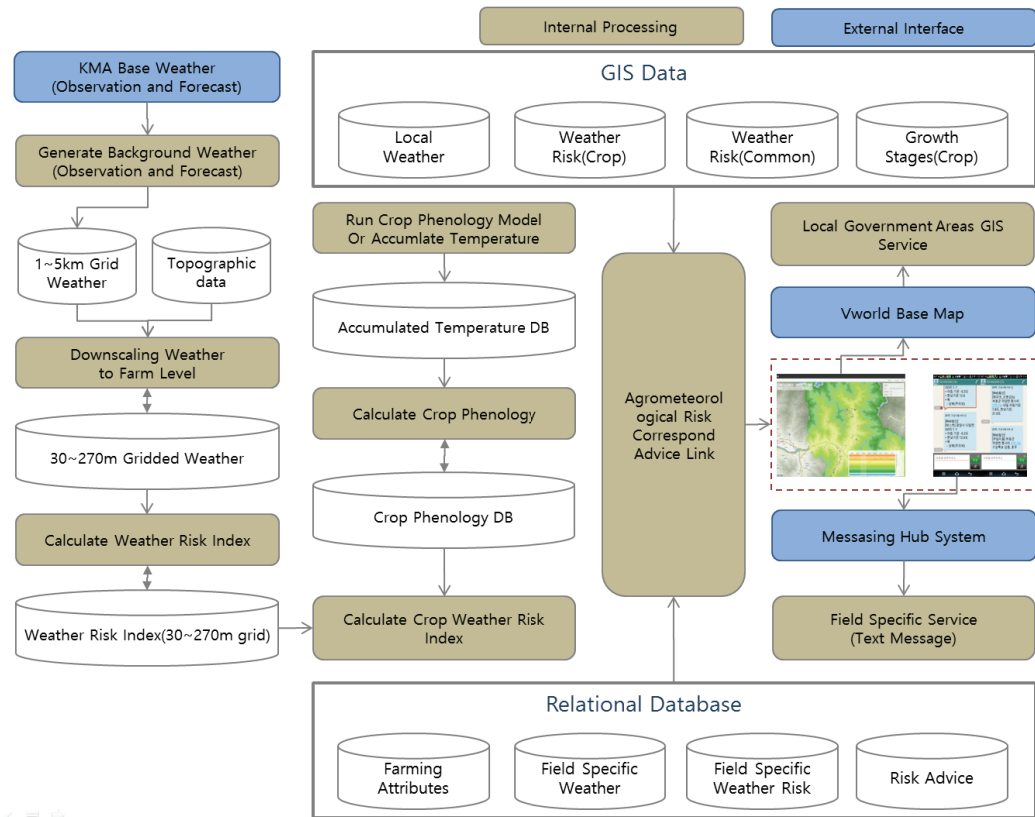 Internal Processing
External Interface
KMA Base Weather
(Observation and Forecast)
Generate Background Weather
(Observation and Forecast)
1~5km Grid
Weather
Topographic
data
Downscaling Weather
to Farm Level
30~270m Gridded Weather
Calculate Weather Risk Index
Weather Risk Index(30~270m grid)
GIS Data
Local
Weather
Weather
Risk(Crop)
Weather
Risk(Common)
Growth
Stages(Crop)
Run Crop Phenology Model
Or Accumlate Temperature
Accumulated Temperature DB
Calculate Crop Phenology
Crop Phenology DB
Calculate Crop Weather Risk
Index
Agrometeorol
ogical Risk
Correspond
Advice Link
Local Government Areas GIS
Service
Vworld Base Map
Messasing Hub System
Field Specific Service
(Text Message)
Relational Database
Farming
Attributes
Field Specific
Weather
Field Specific
Weather Risk
Risk Advice